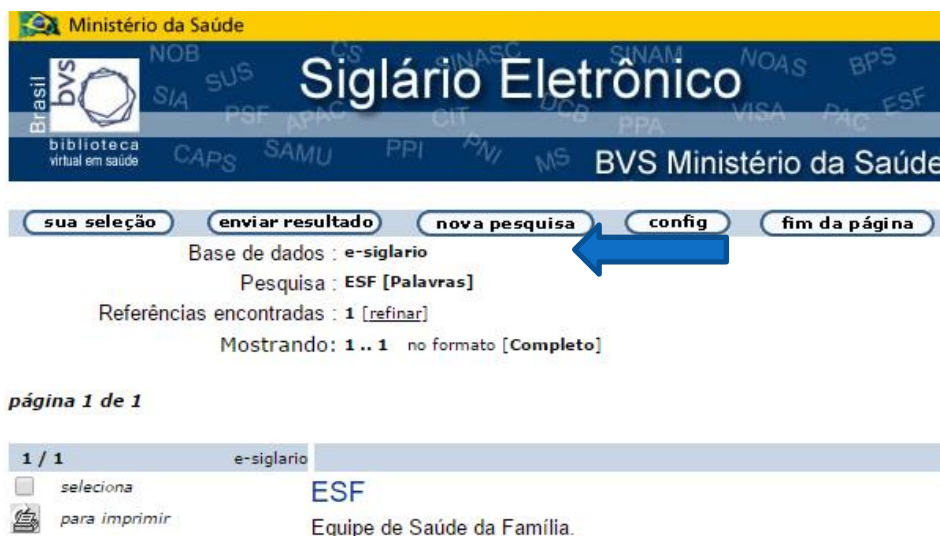 Ministério da Saúde
NOB CS SINASC SINAM NOAS BPS
Siglário Eletrônico
SIA SUS PSF APAC CIT DCB PPA VISA PAC ESF
Brasil
bvs
biblioteca
virtual em saúde
CAPS SAMU PPI PNI MS
BVS Ministério da Saúde
sua seleção enviar resultado nova pesquisa config fim da página
Base de dados : e-siglario
Pesquisa : ESF [Palavras]
Referências encontradas : 1 [refinar]
Mostrando: 1 .. 1 no formato [Completo]
página 1 de 1
1 / 1 e-siglario
seleciona
ESF
para imprimir
Equipe de Saúde da Família.